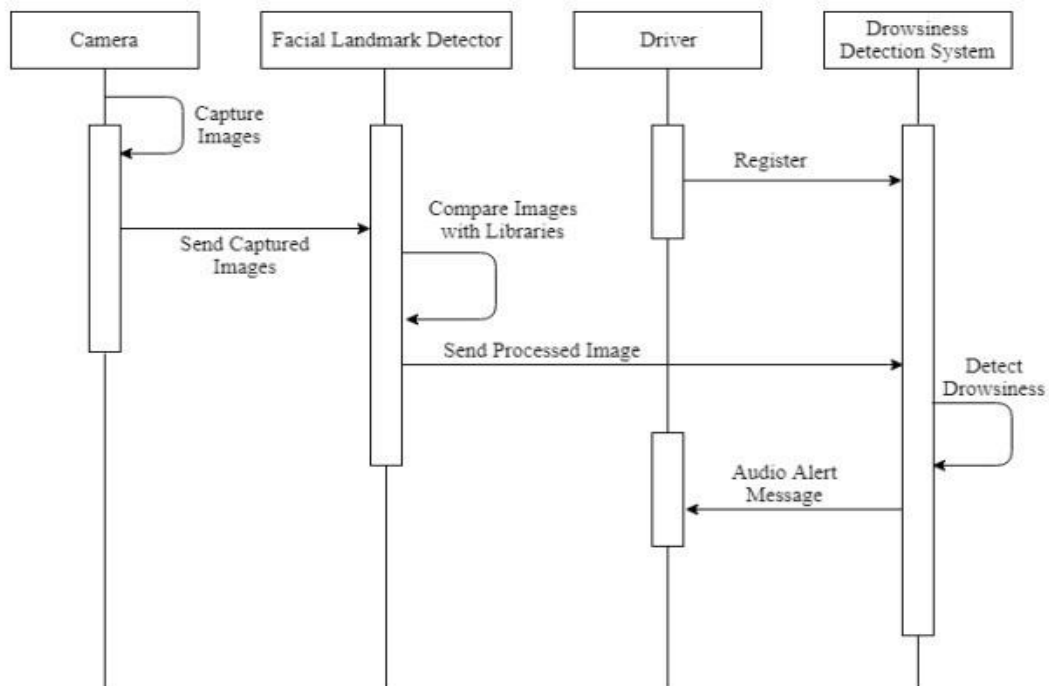 Camera
Facial Landmark Detector
Driver
Drowsiness
Detection System
Capture
Images
Register
Compare Images
with Libraries
Send Captured
Images
Send Processed Image
Detect
Drowsiness
Audio Alert
Message